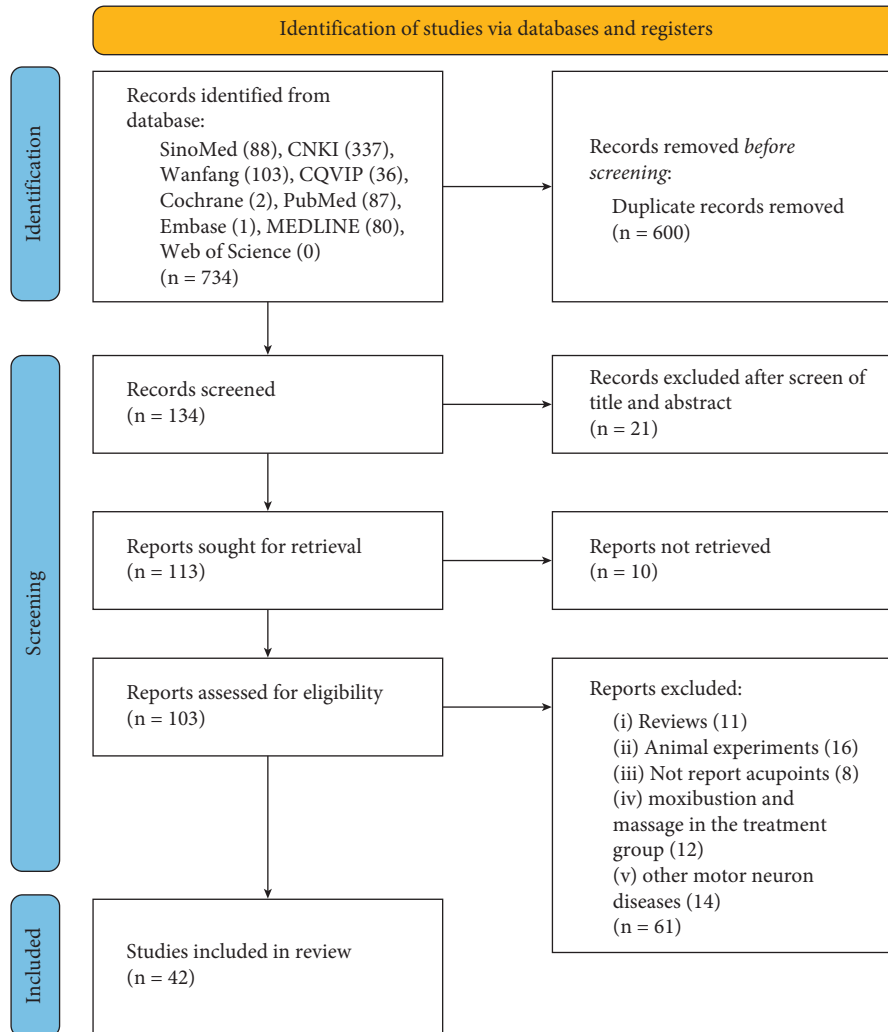 Identification of studies via databases and registers
Identification
Records identified from
database:
SinoMed (88), CNKI (337),
Wanfang (103), CQVIP (36),
Cochrane (2), PubMed (87),
Embase (1), MEDLINE (80),
Web of Science (0)
(n = 734)
Records removed before
screening:
Duplicate records removed
(n = 600)
Screening
Records screened
(n = 134)
Records excluded after screen of
title and abstract
(n = 21)
Reports sought for retrieval
(n = 113)
Reports not retrieved
(n = 10)
Reports assessed for eligibility
(n = 103)
Reports excluded:
(i) Reviews (11)
(ii) Animal experiments (16)
(iii) Not report acupoints (8)
(iv) moxibustion and
massage in the treatment
group (12)
(v) other motor neuron
diseases (14)
(n = 61)
Included
Studies included in review
(n = 42)